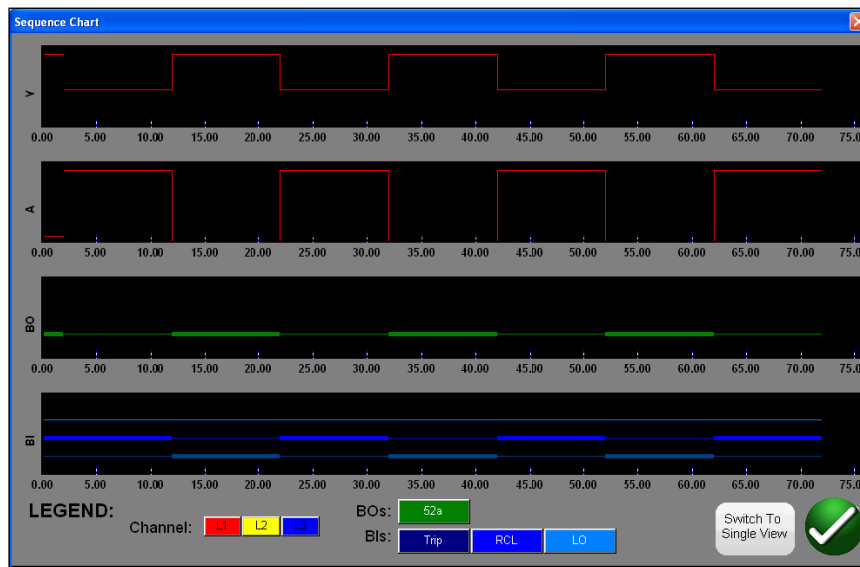 Sequence Chart
V
0.00 5.00 10.00 15.00 20.00 25.00 30.00 35.00 40.00 45.00 50.00 55.00 60.00 65.00 70.00 75.0
A
0.00 5.00 10.00 15.00 20.00 25.00 30.00 35.00 40.00 45.00 50.00 55.00 60.00 65.00 70.00 75.0
BO
0.00 5.00 10.00 15.00 20.00 25.00 30.00 35.00 40.00 45.00 50.00 55.00 60.00 65.00 70.00 75.0
BI
0.00 5.00 10.00 15.00 20.00 25.00 30.00 35.00 40.00 45.00 50.00 55.00 60.00 65.00 70.00 75.0
LEGEND:
Channel: L1 L2 L3
BOs: 52a
BIs: Trip RCL LO
Switch To
Single View